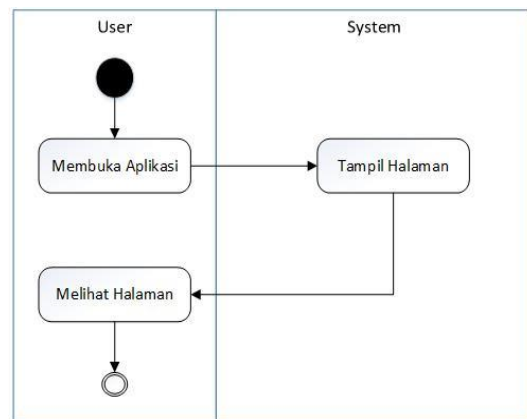 User
System
Membuka Aplikasi
Tampil Halaman
Melihat Halaman